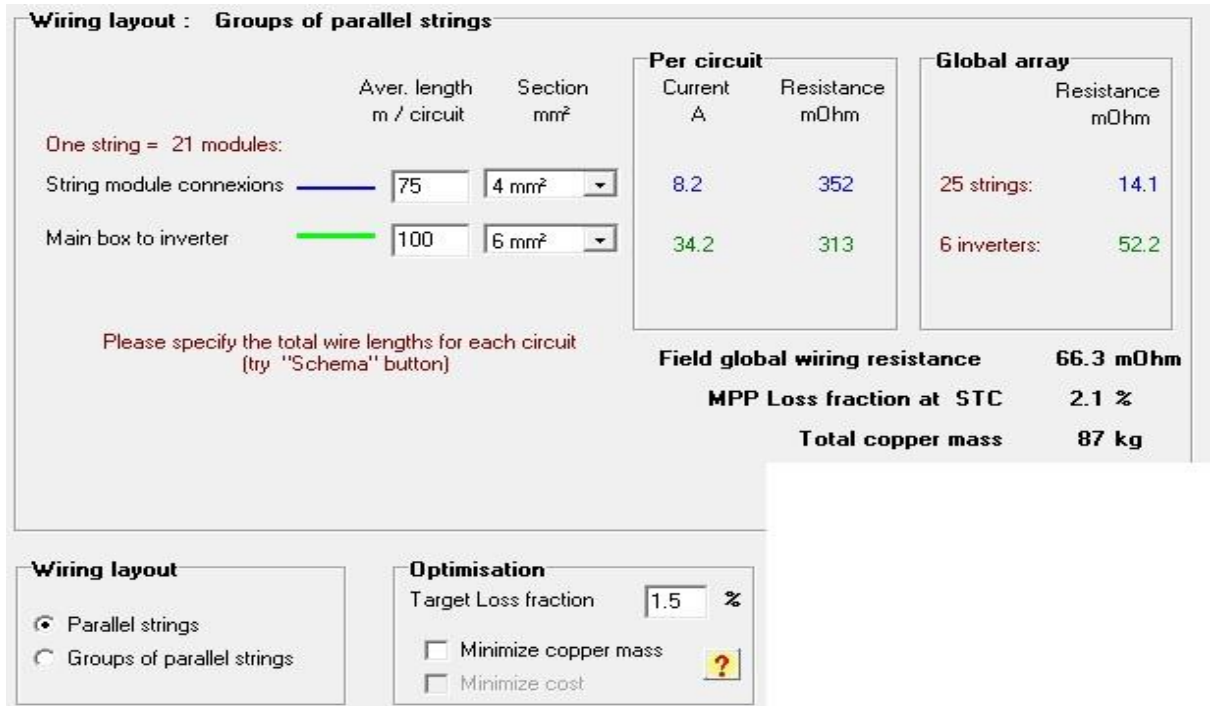 Wiring layout : Groups of parallel strings
Per circuit
Global array
Aver. length Section Current Resistance Resistance
m / circuit mm² A mOhm mOhm
One string = 21 modules:
String module connexions 75 4 mm² 8.2 352 25 strings: 14.1
Main box to inverter 100 6 mm² 34.2 313 6 inverters: 52.2
Please specify the total wire lengths for each circuit
(try "Schema" button)
Field global wiring resistance 66.3 mOhm
MPP Loss fraction at STC 2.1 %
Total copper mass 87 kg
Wiring layout
Parallel strings
Groups of parallel strings
Optimisation
Target Loss fraction 1.5 %
Minimize copper mass
?
Minimize cost